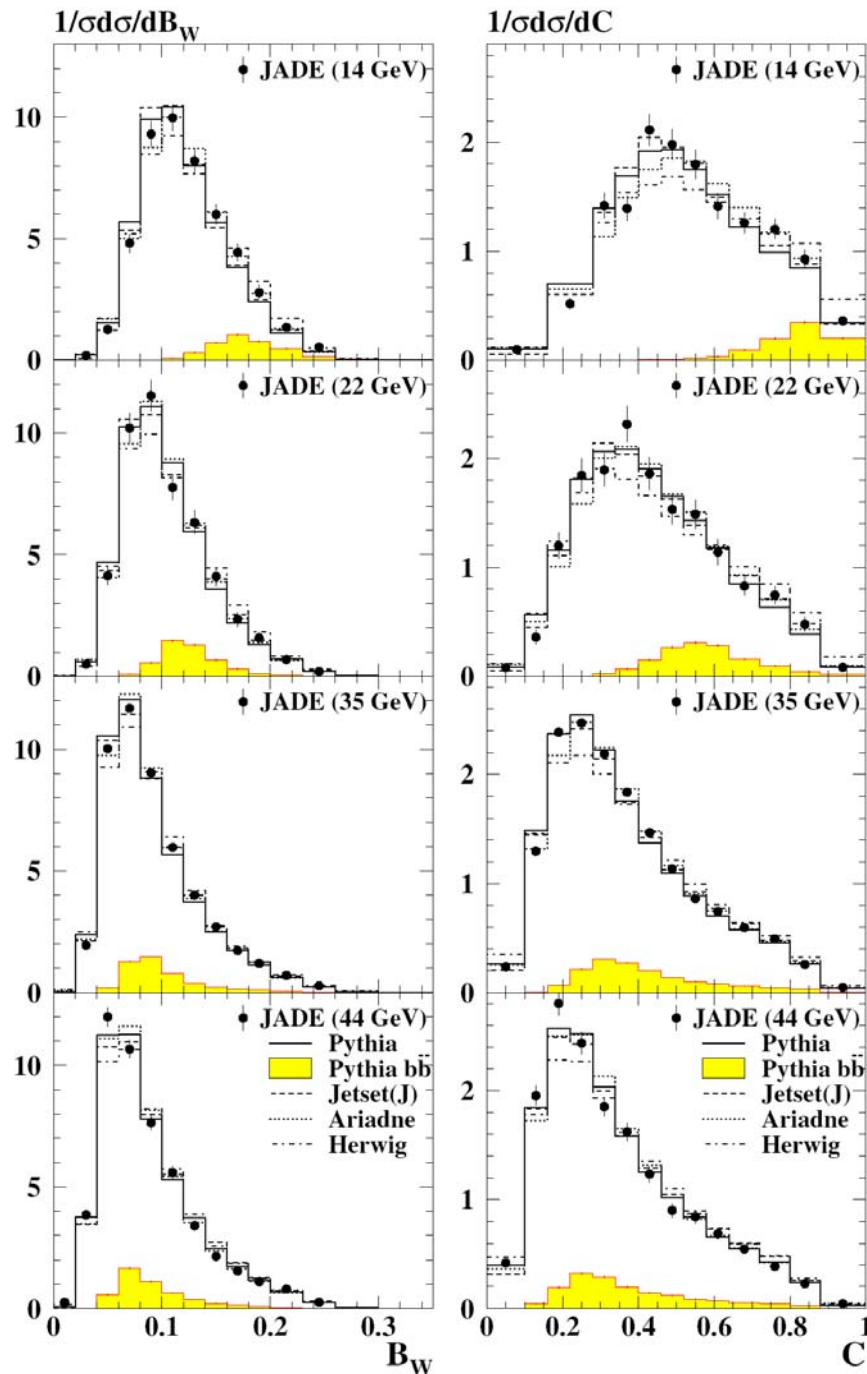 1/σdσ/dB_W
1/σdσ/dC
JADE (14 GeV)
JADE (14 GeV)
10
5
0
2
1
0
JADE (22 GeV)
JADE (22 GeV)
10
5
0
2
1
0
JADE (35 GeV)
JADE (35 GeV)
10
5
0
2
1
0
JADE (44 GeV)
Pythia
Pythia bb̄
Jetset(J)
Ariadne
Herwig
JADE (44 GeV)
Pythia
Pythia bb̄
Jetset(J)
Ariadne
Herwig
10
5
0
2
1
0
0 0.1 0.2 0.3
0 0.2 0.4 0.6 0.8 1
B_W
C